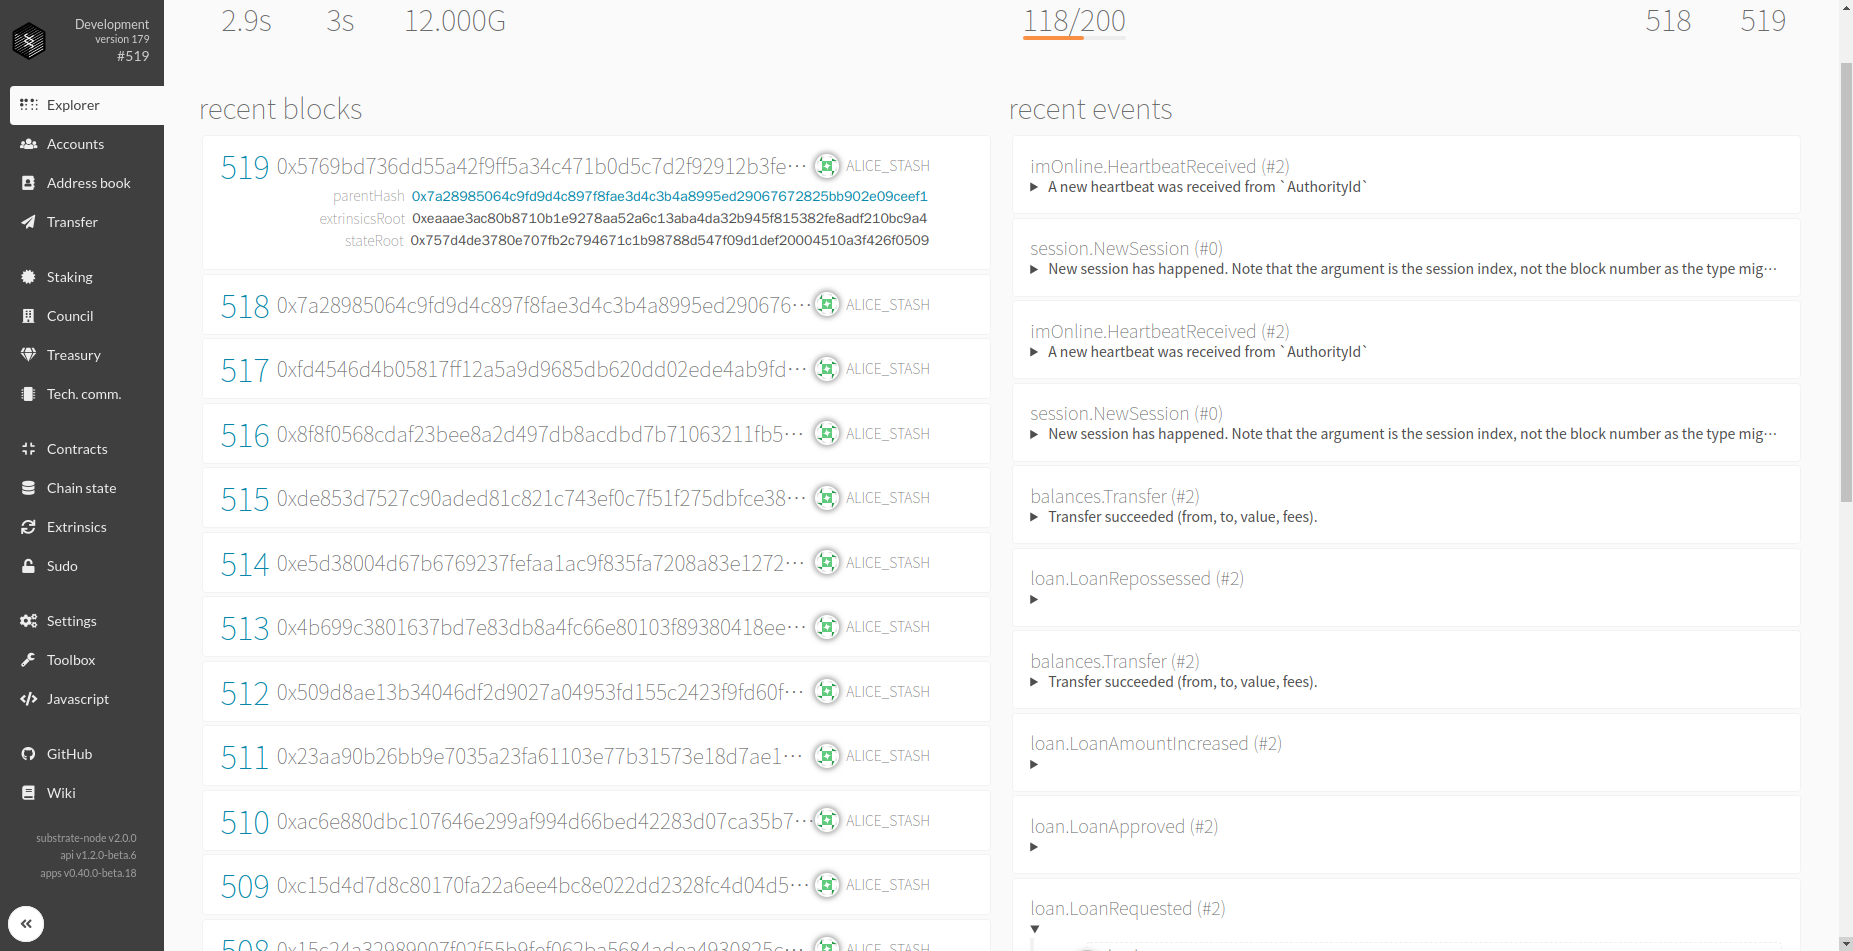 Development
version 179
#519
Explorer
Accounts
Address book
Transfer
Staking
Council
Treasury
Tech. comm.
Contracts
Chain state
Extrinsics
Sudo
Settings
Toolbox
Javascript
GitHub
Wiki
substrate-node v2.0.0
api v1.2.0-beta.6
apps v0.40.0-beta.18
2.9s 3s 12.000G 118/200 518 519
recent blocks
519 0x5769bd736dd55a42f9ff5a34c471b0d5c7d2f92912b3fe… ALICE_STASH
parentHash 0x7a28985064c9fd9d4c897f8fae3d4c3b4a8995ed29067672825bb902e09ceef1
extrinsicsRoot 0xeaaae3ac80b8710b1e9278aa52a6c13aba4da32b945f815382fe8adf210bc9a4
stateRoot 0x757d4de3780e707fb2c794671c1b98788d547f09d1def20004510a3f426f0509
518 0x7a28985064c9fd9d4c897f8fae3d4c3b4a8995ed290676… ALICE_STASH
517 0xfd4546d4b05817ff12a5a9d9685db620dd02ede4ab9fd… ALICE_STASH
516 0x8f8f0568cdaf23bee8a2d497db8acdbd7b71063211fb5… ALICE_STASH
515 0xde853d7527c90aded81c821c743ef0c7f51f275dbfce38… ALICE_STASH
514 0xe5d38004d67b6769237fefaa1ac9f835fa7208a83e1272… ALICE_STASH
513 0x4b699c3801637bd7e83db8a4fc66e80103f89380418ee… ALICE_STASH
512 0x509d8ae13b34046df2d9027a04953fd155c2423f9fd60f… ALICE_STASH
511 0x23aa90b26bb9e7035a23fa61103e77b31573e18d7ae1… ALICE_STASH
510 0xac6e880dbc107646e299af994d66bed42283d07ca35b7… ALICE_STASH
509 0xc15d4d7d8c80170fa22a6ee4bc8e022dd2328fc4d04d5… ALICE_STASH
508 ALICE_STASH
recent events
imOnline.HeartbeatReceived (#2)
A new heartbeat was received from `AuthorityId`
session.NewSession (#0)
New session has happened. Note that the argument is the session index, not the block number as the type mig…
imOnline.HeartbeatReceived (#2)
A new heartbeat was received from `AuthorityId`
session.NewSession (#0)
New session has happened. Note that the argument is the session index, not the block number as the type mig…
balances.Transfer (#2)
Transfer succeeded (from, to, value, fees).
loan.LoanRepossessed (#2)
balances.Transfer (#2)
Transfer succeeded (from, to, value, fees).
loan.LoanAmountIncreased (#2)
loan.LoanApproved (#2)
loan.LoanRequested (#2)